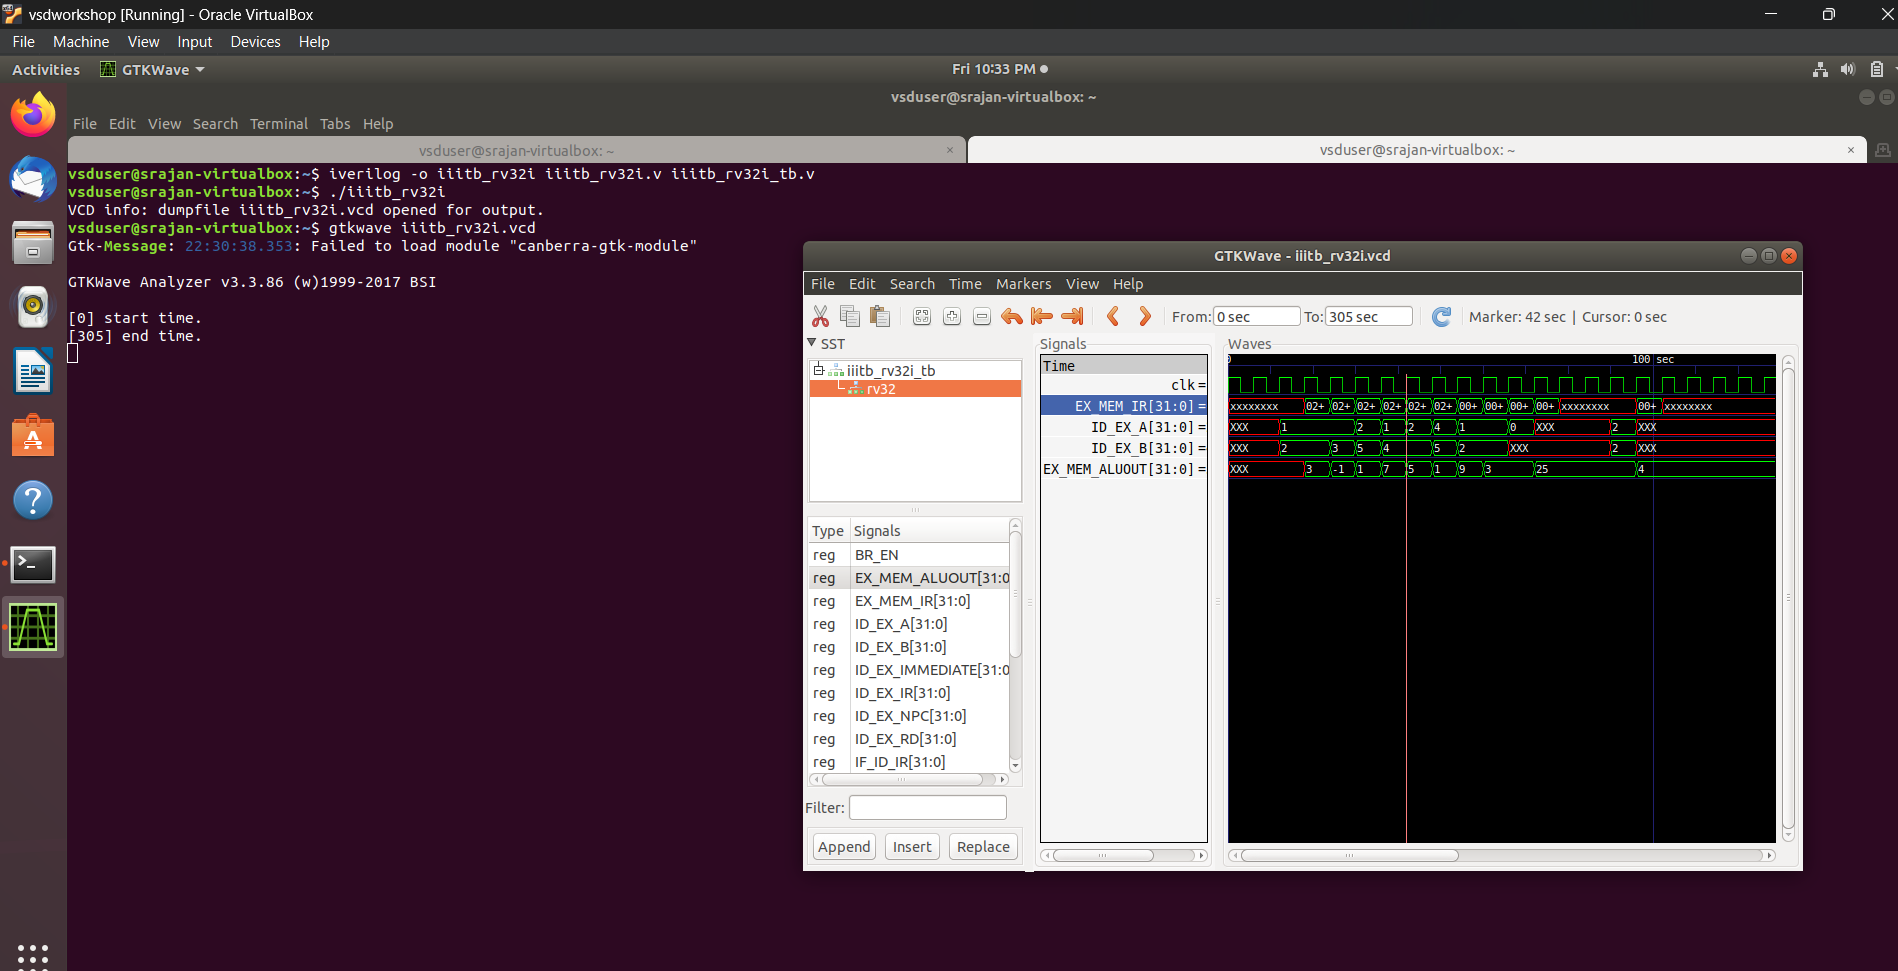 vsdworkshop [Running] - Oracle VirtualBox
File Machine View Input Devices Help
Activities GTKWave Fri 10:33 PM
vsduser@srajan-virtualbox: ~
File Edit View Search Terminal Tabs Help
vsduser@srajan-virtualbox: ~ × vsduser@srajan-virtualbox: ~ ×
vsduser@srajan-virtualbox:~$ iverilog -o iiitb_rv32i iiitb_rv32i.v iiitb_rv32i_tb.v
vsduser@srajan-virtualbox:~$ ./iiitb_rv32i
VCD info: dumpfile iiitb_rv32i.vcd opened for output.
vsduser@srajan-virtualbox:~$ gtkwave iiitb_rv32i.vcd
Gtk-Message: 22:30:38.353: Failed to load module "canberra-gtk-module"
GTKWave Analyzer v3.3.86 (w)1999-2017 BSI
[0] start time.
[305] end time.
GTKWave - iiitb_rv32i.vcd
File Edit Search Time Markers View Help
From: 0 sec To: 305 sec Marker: 42 sec | Cursor: 0 sec
SST
iiitb_rv32i_tb
rv32
Type Signals
reg BR_EN
reg EX_MEM_ALUOUT[31:0
reg EX_MEM_IR[31:0]
reg ID_EX_A[31:0]
reg ID_EX_B[31:0]
reg ID_EX_IMMEDIATE[31:0
reg ID_EX_IR[31:0]
reg ID_EX_NPC[31:0]
reg ID_EX_RD[31:0]
reg IF_ID_IR[31:0]
Filter:
Append Insert Replace
Signals
Time
clk =
EX_MEM_IR[31:0] =
ID_EX_A[31:0] =
ID_EX_B[31:0] =
EX_MEM_ALUOUT[31:0] =
Waves
0 100 sec
xxxxxxxx 02+ 02+ 02+ 02+ 02+ 02+ 00+ 00+ 00+ 00+ xxxxxxxx 00+ xxxxxxxx
XXX 1 2 1 2 4 1 0 XXX 2 XXX
XXX 2 3 5 4 5 2 XXX 2 XXX
XXX 3 -1 1 7 5 1 9 3 25 4